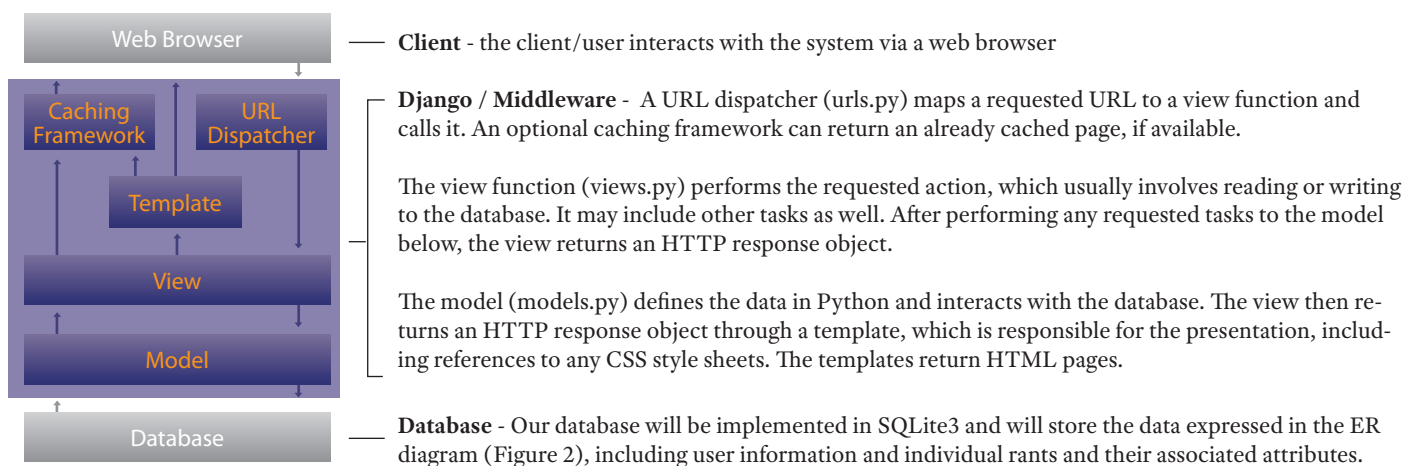 Web Browser
Client - the client/user interacts with the system via a web browser
Caching
Framework
URL
Dispatcher
Template
View
Model
Django / Middleware - A URL dispatcher (urls.py) maps a requested URL to a view function and
calls it. An optional caching framework can return an already cached page, if available.
The view function (views.py) performs the requested action, which usually involves reading or writing
to the database. It may include other tasks as well. After performing any requested tasks to the model
below, the view returns an HTTP response object.
The model (models.py) defines the data in Python and interacts with the database. The view then re-
turns an HTTP response object through a template, which is responsible for the presentation, includ-
ing references to any CSS style sheets. The templates return HTML pages.
Database
Database - Our database will be implemented in SQLite3 and will store the data expressed in the ER
diagram (Figure 2), including user information and individual rants and their associated attributes.